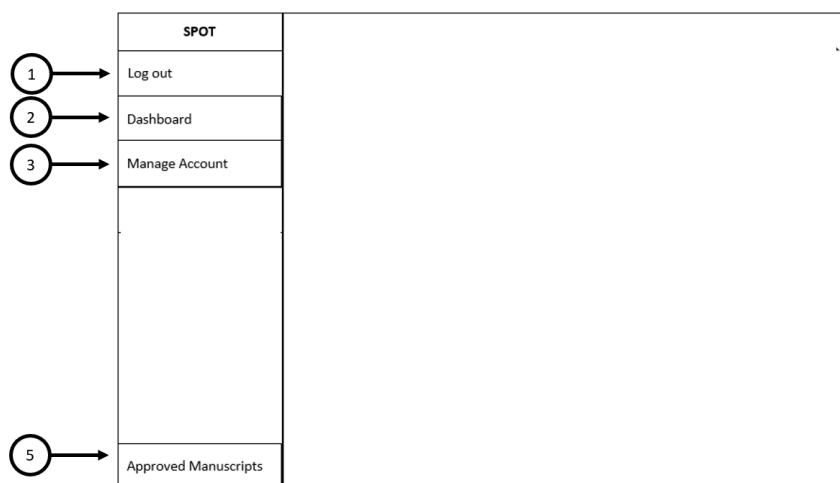 SPOT
1
Log out
2
Dashboard
3
Manage Account
5
Approved Manuscripts